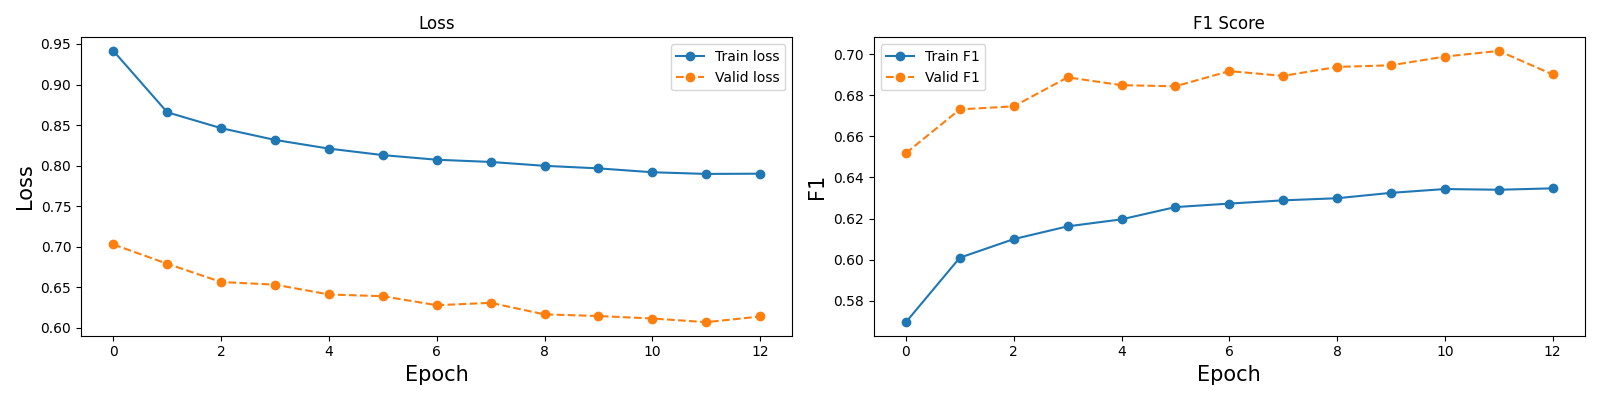 Loss
0.95
0.90
0.85
0.80
0.75
0.70
0.65
0.60
Loss
Train loss
Valid loss
0 2 4 6 8 10 12
Epoch
F1 Score
0.70
0.68
0.66
0.64
0.62
0.60
0.58
F1
Train F1
Valid F1
0 2 4 6 8 10 12
Epoch